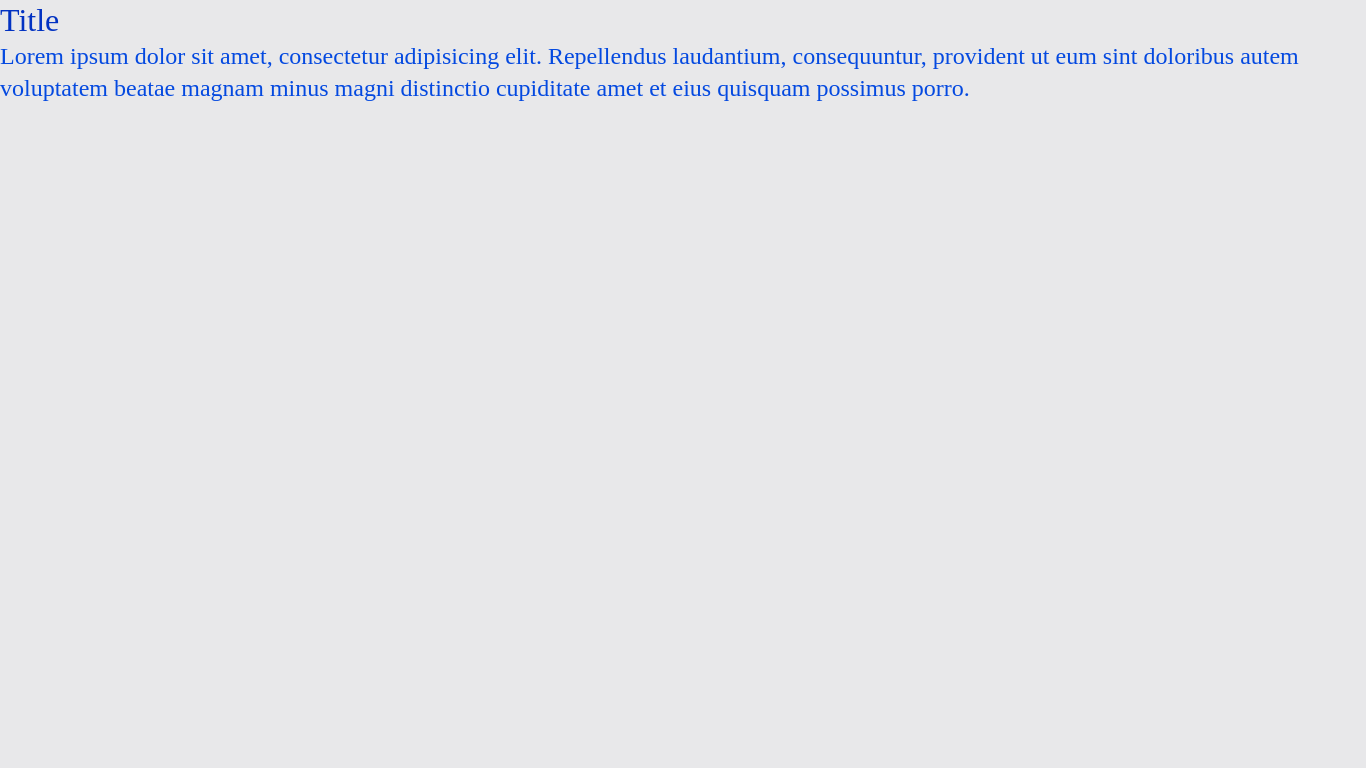 Title
Lorem ipsum dolor sit amet, consectetur adipisicing elit. Repellendus laudantium, consequuntur, provident ut eum sint doloribus autem
voluptatem beatae magnam minus magni distinctio cupiditate amet et eius quisquam possimus porro.